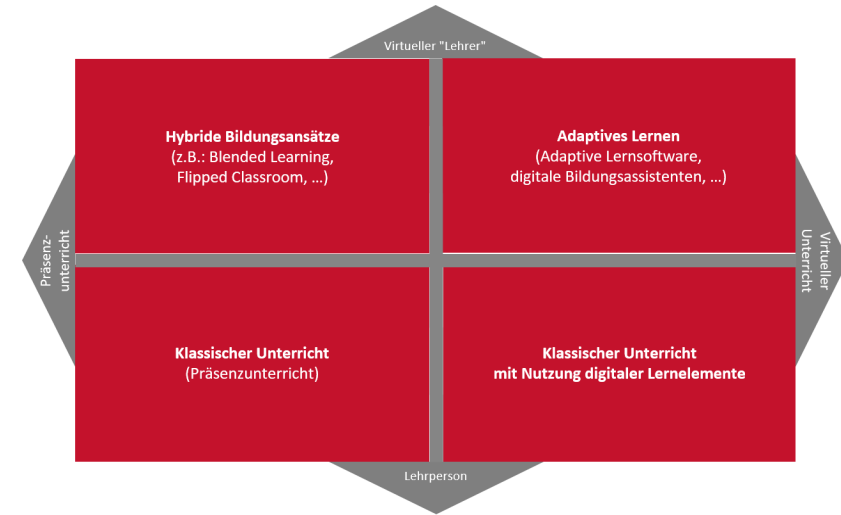 Virtueller "Lehrer"
Hybride Bildungsansätze
(z.B.: Blended Learning,
Flipped Classroom, …)
Adaptives Lernen
(Adaptive Lernsoftware,
digitale Bildungsassistenten, …)
Präsenz-
unterricht
Virtueller
Unterricht
Klassischer Unterricht
(Präsenzunterricht)
Klassischer Unterricht
mit Nutzung digitaler Lernelemente
Lehrperson